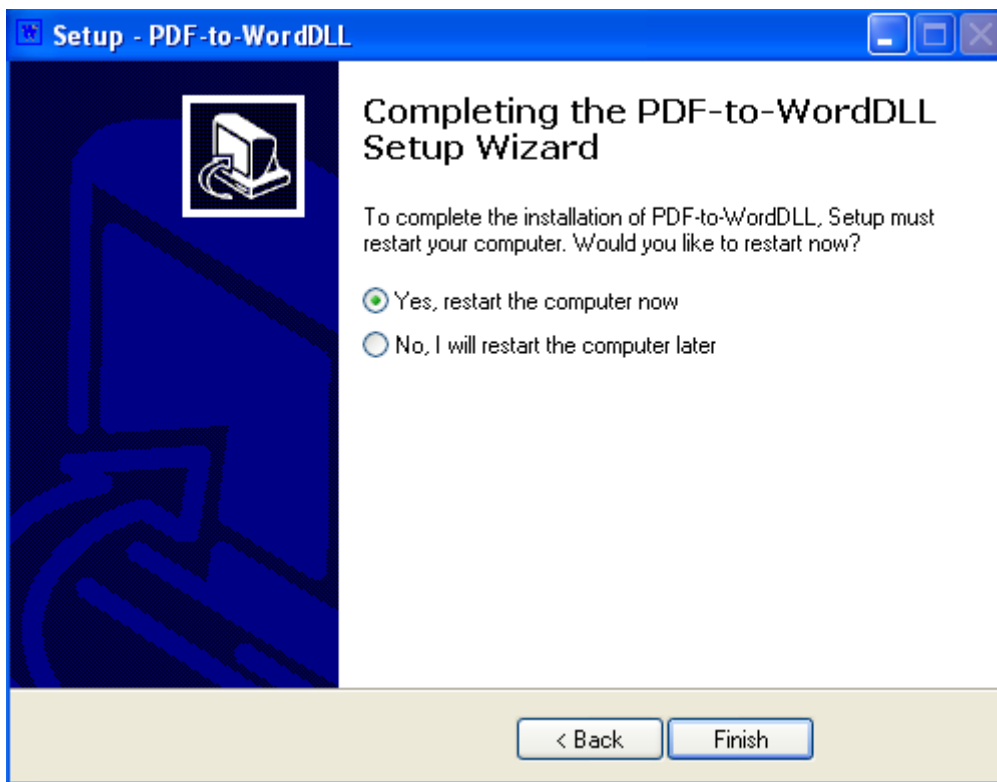 Setup - PDF-to-WordDLL
Completing the PDF-to-WordDLL
Setup Wizard
To complete the installation of PDF-to-WordDLL, Setup must
restart your computer. Would you like to restart now?
Yes, restart the computer now
No, I will restart the computer later
< Back
Finish